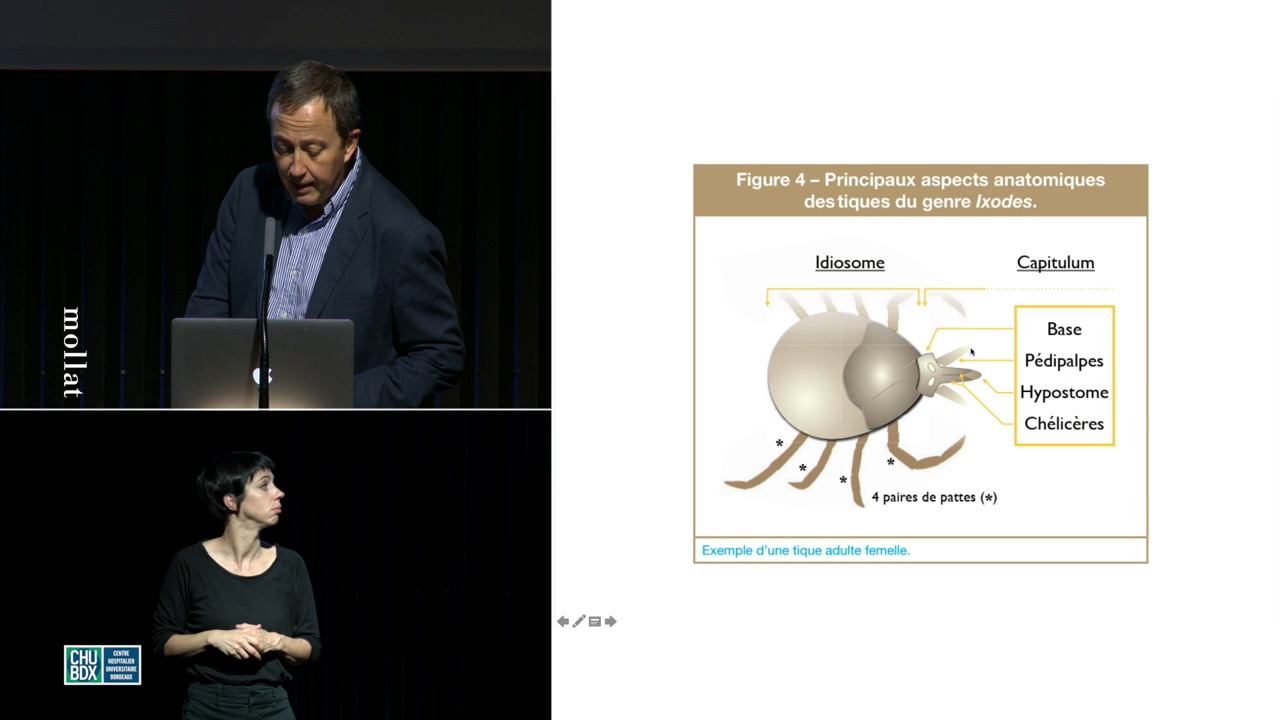 mollat
CHU
BDX
CENTRE
HOSPITALIER
UNIVERSITAIRE
BORDEAUX
Figure 4 – Principaux aspects anatomiques
des tiques du genre Ixodes.
Idiosome
Capitulum
Base
Pédipalpes
Hypostome
Chélicères
*
*
*
*
4 paires de pattes (*)
Exemple d'une tique adulte femelle.